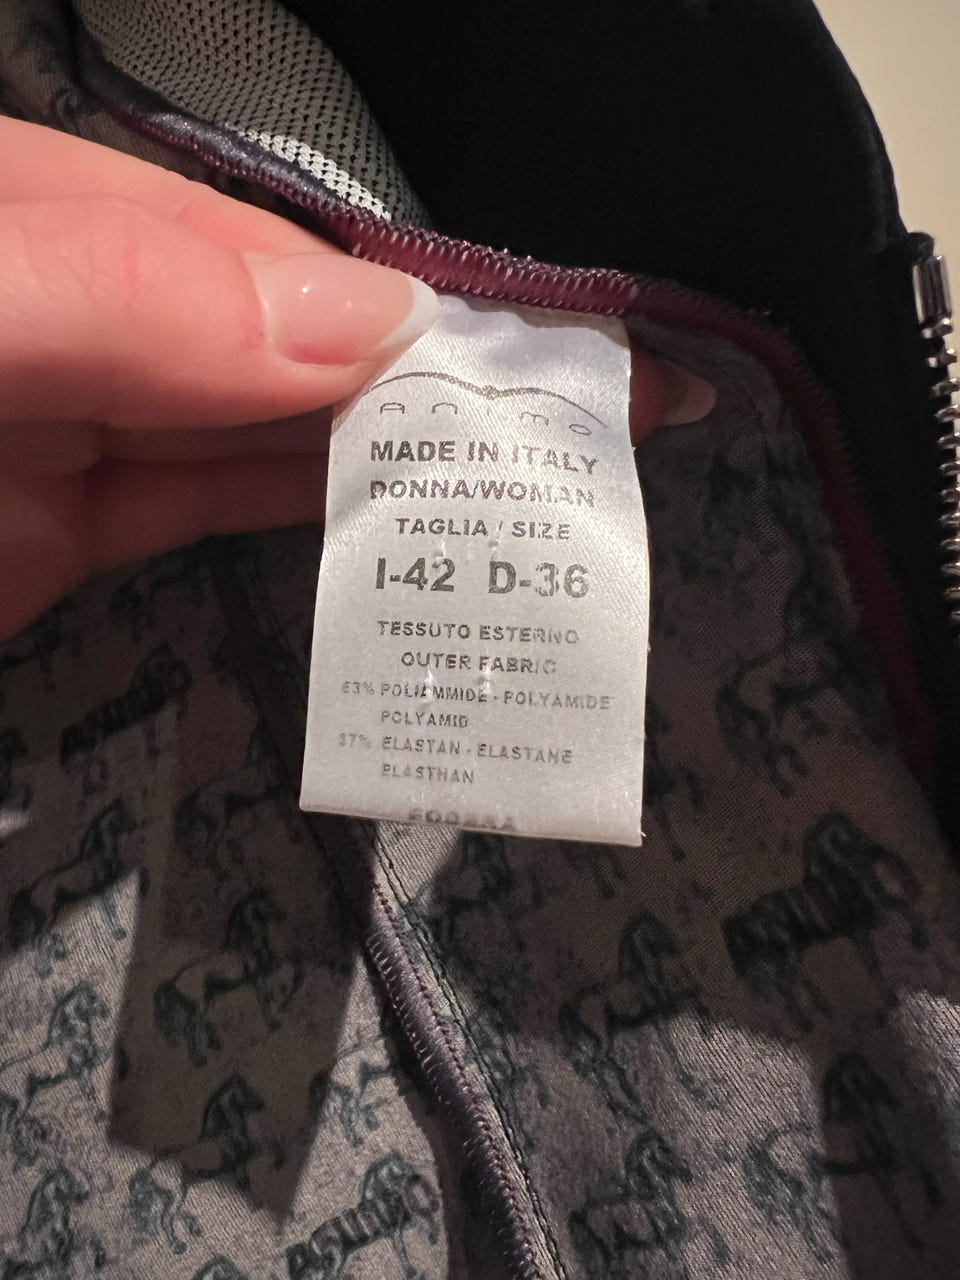 Animo
MADE IN ITALY
DONNA/WOMAN
TAGLIA / SIZE
I-42 D-36
TESSUTO ESTERNO
OUTER FABRIC
63% POLIAMMIDE - POLYAMIDE
POLYAMID
37% ELASTAN - ELASTANE
ELASTHAN